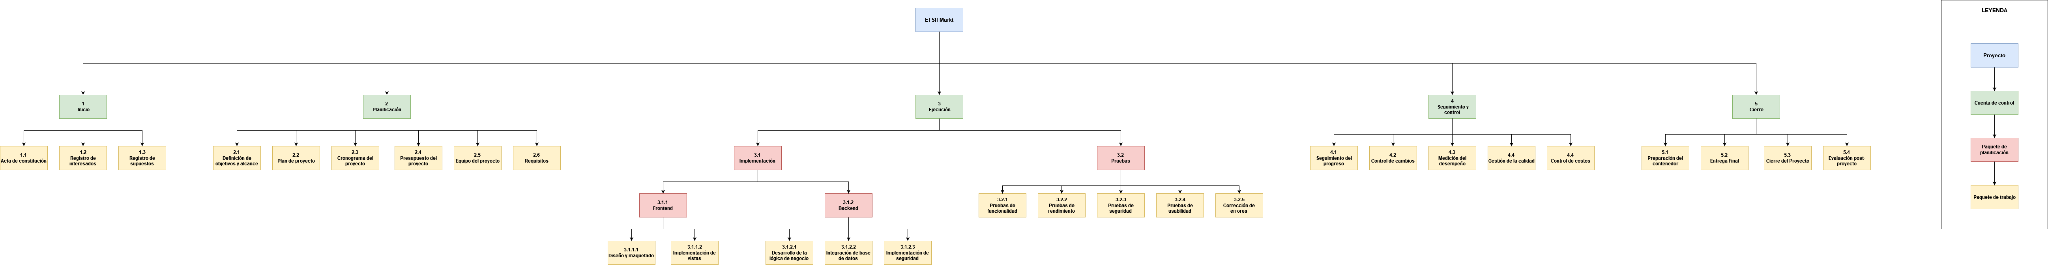 ETSII Markt
LEYENDA
Proyecto
Cuenta de control
Paquete de
planificación
Paquete de trabajo
1
Inicio
2
Planificación
3
Ejecución
4
Seguimiento y
control
5
Cierre
1.1
Acta de constitución
1.2
Registro de
interesados
1.3
Registro de
supuestos
2.1
Definición de
objetivos y alcance
2.2
Plan de proyecto
2.3
Cronograma del
proyecto
2.4
Presupuesto del
proyecto
2.5
Equipo del proyecto
2.6
Requisitos
3.1
Implementación
3.2
Pruebas
4.1
Seguimiento del
progreso
4.2
Control de cambios
4.3
Medición del
desempeño
4.4
Gestión de la calidad
4.4
Control de costos
5.1
Preparación del
contenedor
5.2
Entrega Final
5.3
Cierre del Proyecto
5.4
Evaluación post
proyecto
3.1.1
Frontend
3.1.2
Backend
3.2.1
Pruebas de
funcionalidad
3.2.2
Pruebas de
rendimiento
3.2.3
Pruebas de
seguridad
3.2.4
Pruebas de
usabilidad
3.2.5
Corrección de
errores
3.1.1.1
Diseño y maquetado
3.1.1.2
Implementación de
vistas
3.1.2.1
Desarrollo de la
lógica de negocio
3.1.2.2
Integración de base
de datos
3.1.2.3
Implementación de
seguridad